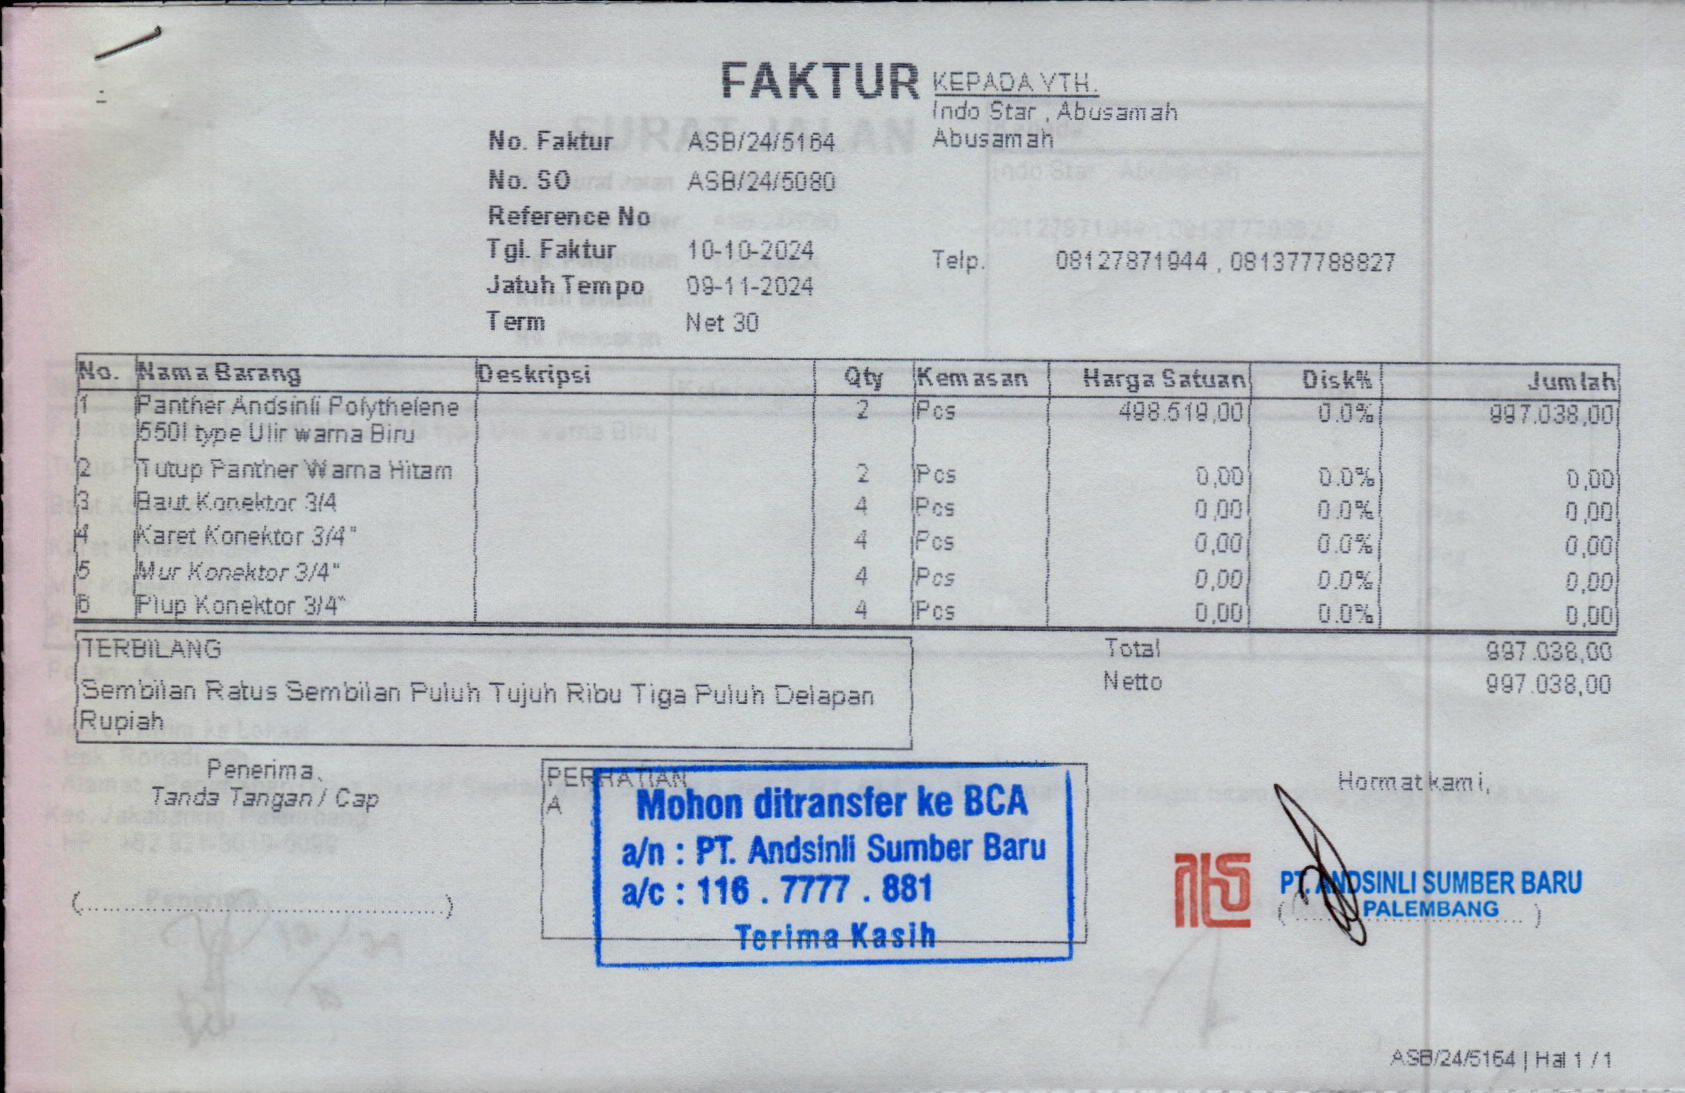 FAKTUR
KEPADA YTH.
Indo Star , Abusamah
Abusamah
No. Faktur ASB/24/5164
No. SO ASB/24/5080
Reference No
Tgl. Faktur 10-10-2024
Telp. 08127871944 , 081377788827
Jatuh Tempo 09-11-2024
Term Net 30
No. Nama Barang Deskripsi Qty Kemasan Harga Satuan Disk% Jumlah
1 Panther Andsinli Polythelene 2 Pcs 498.519,00 0.0% 997.038,00
550l type Ulir warna Biru
2 Tutup Panther Warna Hitam 2 Pcs 0,00 0.0% 0,00
3 Baut Konektor 3/4 4 Pcs 0,00 0.0% 0,00
4 Karet Konektor 3/4" 4 Pcs 0,00 0.0% 0,00
5 Mur Konektor 3/4" 4 Pcs 0,00 0.0% 0,00
6 Plup Konektor 3/4" 4 Pcs 0,00 0.0% 0,00
TERBILANG
Sembilan Ratus Sembilan Puluh Tujuh Ribu Tiga Puluh Delapan
Rupiah
Total 997.038,00
Netto 997.038,00
Penerima,
Tanda Tangan / Cap
(........................................)
PERHATIAN
A
Mohon ditransfer ke BCA
a/n : PT. Andsinli Sumber Baru
a/c : 116 . 7777 . 881
Terima Kasih
Hormat kami,
PT. ANDSINLI SUMBER BARU
PALEMBANG
ASB/24/5164 | Hal 1 / 1